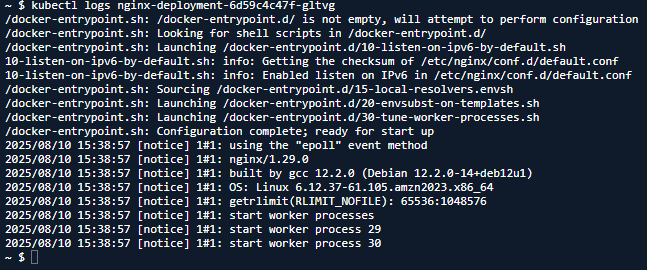 ~ $ kubectl logs nginx-deployment-6d59c4c47f-gltvg
/docker-entrypoint.sh: /docker-entrypoint.d/ is not empty, will attempt to perform configuration
/docker-entrypoint.sh: Looking for shell scripts in /docker-entrypoint.d/
/docker-entrypoint.sh: Launching /docker-entrypoint.d/10-listen-on-ipv6-by-default.sh
10-listen-on-ipv6-by-default.sh: info: Getting the checksum of /etc/nginx/conf.d/default.conf
10-listen-on-ipv6-by-default.sh: info: Enabled listen on IPv6 in /etc/nginx/conf.d/default.conf
/docker-entrypoint.sh: Sourcing /docker-entrypoint.d/15-local-resolvers.envsh
/docker-entrypoint.sh: Launching /docker-entrypoint.d/20-envsubst-on-templates.sh
/docker-entrypoint.sh: Launching /docker-entrypoint.d/30-tune-worker-processes.sh
/docker-entrypoint.sh: Configuration complete; ready for start up
2025/08/10 15:38:57 [notice] 1#1: using the "epoll" event method
2025/08/10 15:38:57 [notice] 1#1: nginx/1.29.0
2025/08/10 15:38:57 [notice] 1#1: built by gcc 12.2.0 (Debian 12.2.0-14+deb12u1)
2025/08/10 15:38:57 [notice] 1#1: OS: Linux 6.12.37-61.105.amzn2023.x86_64
2025/08/10 15:38:57 [notice] 1#1: getrlimit(RLIMIT_NOFILE): 65536:1048576
2025/08/10 15:38:57 [notice] 1#1: start worker processes
2025/08/10 15:38:57 [notice] 1#1: start worker process 29
2025/08/10 15:38:57 [notice] 1#1: start worker process 30
~ $